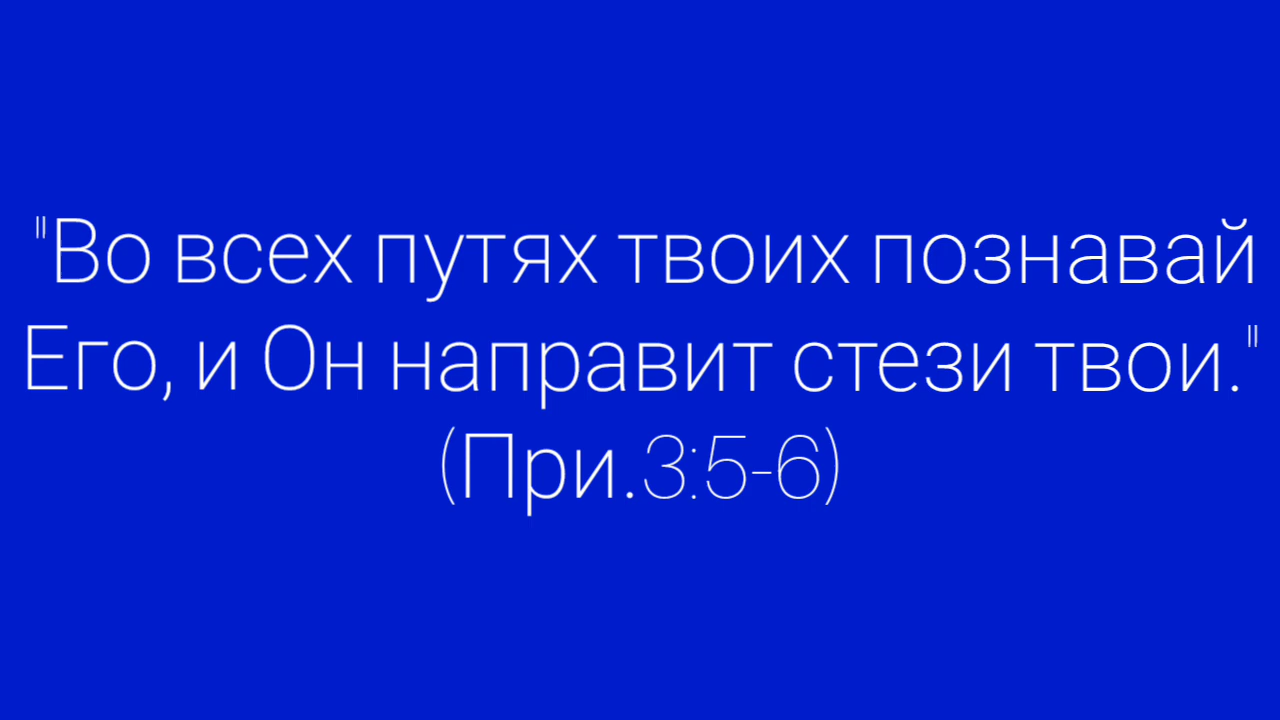 "Во всех путях твоих познавай
Его, и Он направит стези твои."
(При.3:5-6)